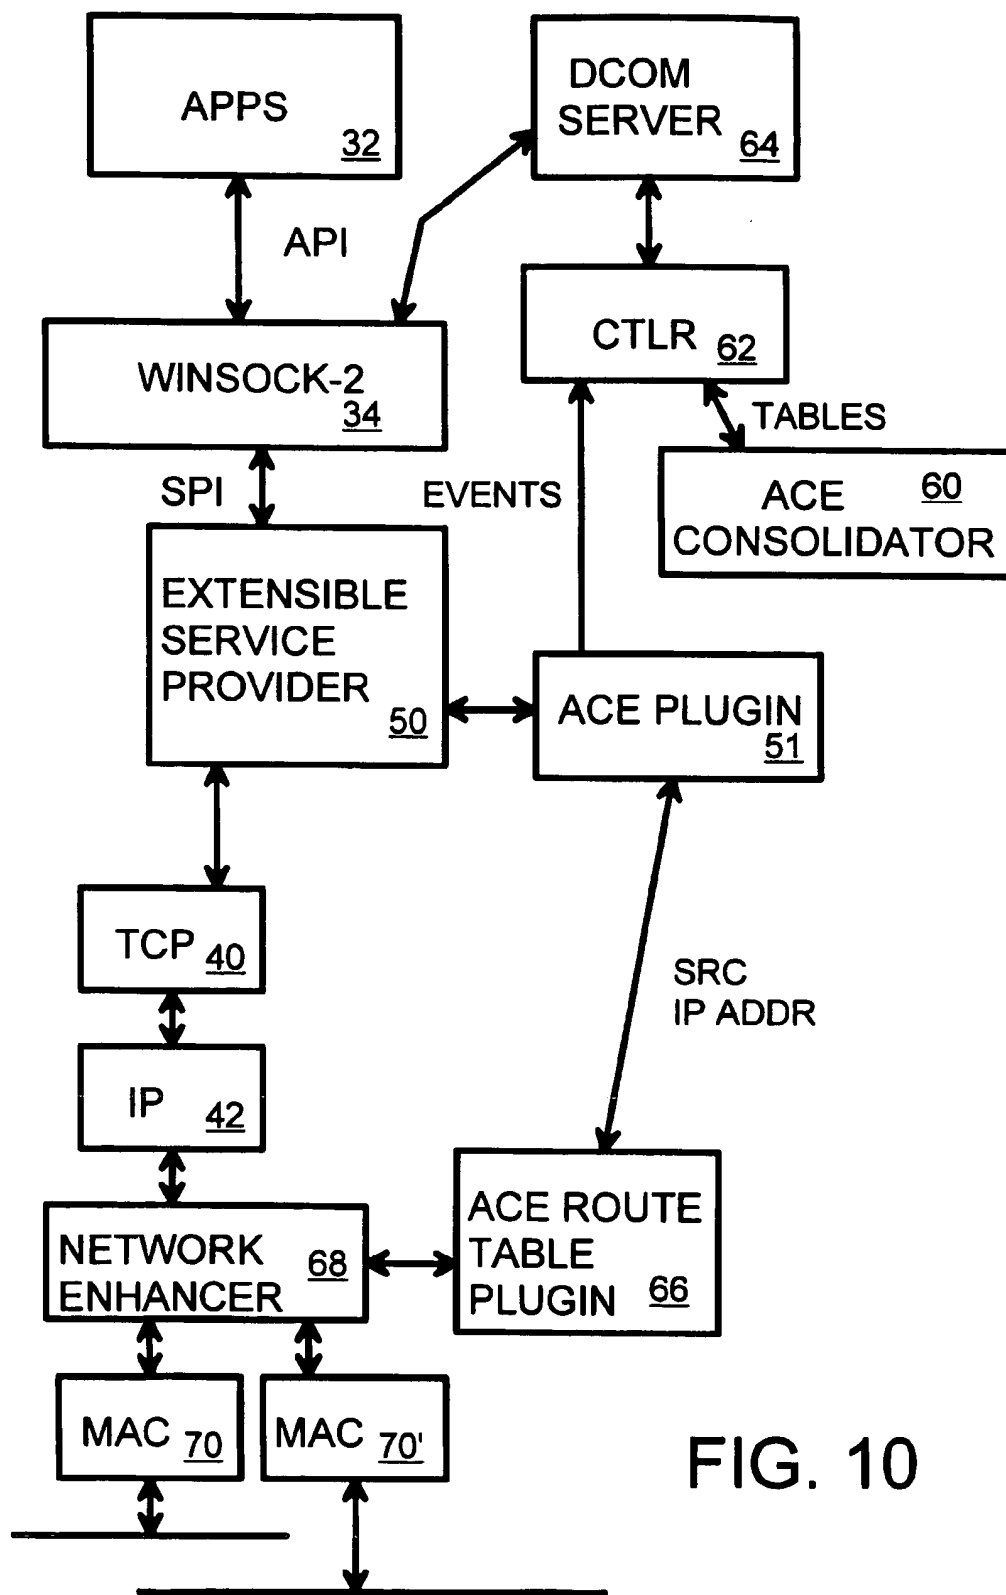 APPS 32
DCOM
SERVER 64
API
CTLR 62
WINSOCK-2
34
TABLES
SPI
EVENTS
ACE 60
CONSOLIDATOR
EXTENSIBLE
SERVICE
PROVIDER
50
ACE PLUGIN
51
TCP 40
SRC
IP ADDR
IP 42
ACE ROUTE
TABLE
PLUGIN 66
NETWORK
ENHANCER 68
MAC 70
MAC 70'
FIG. 10